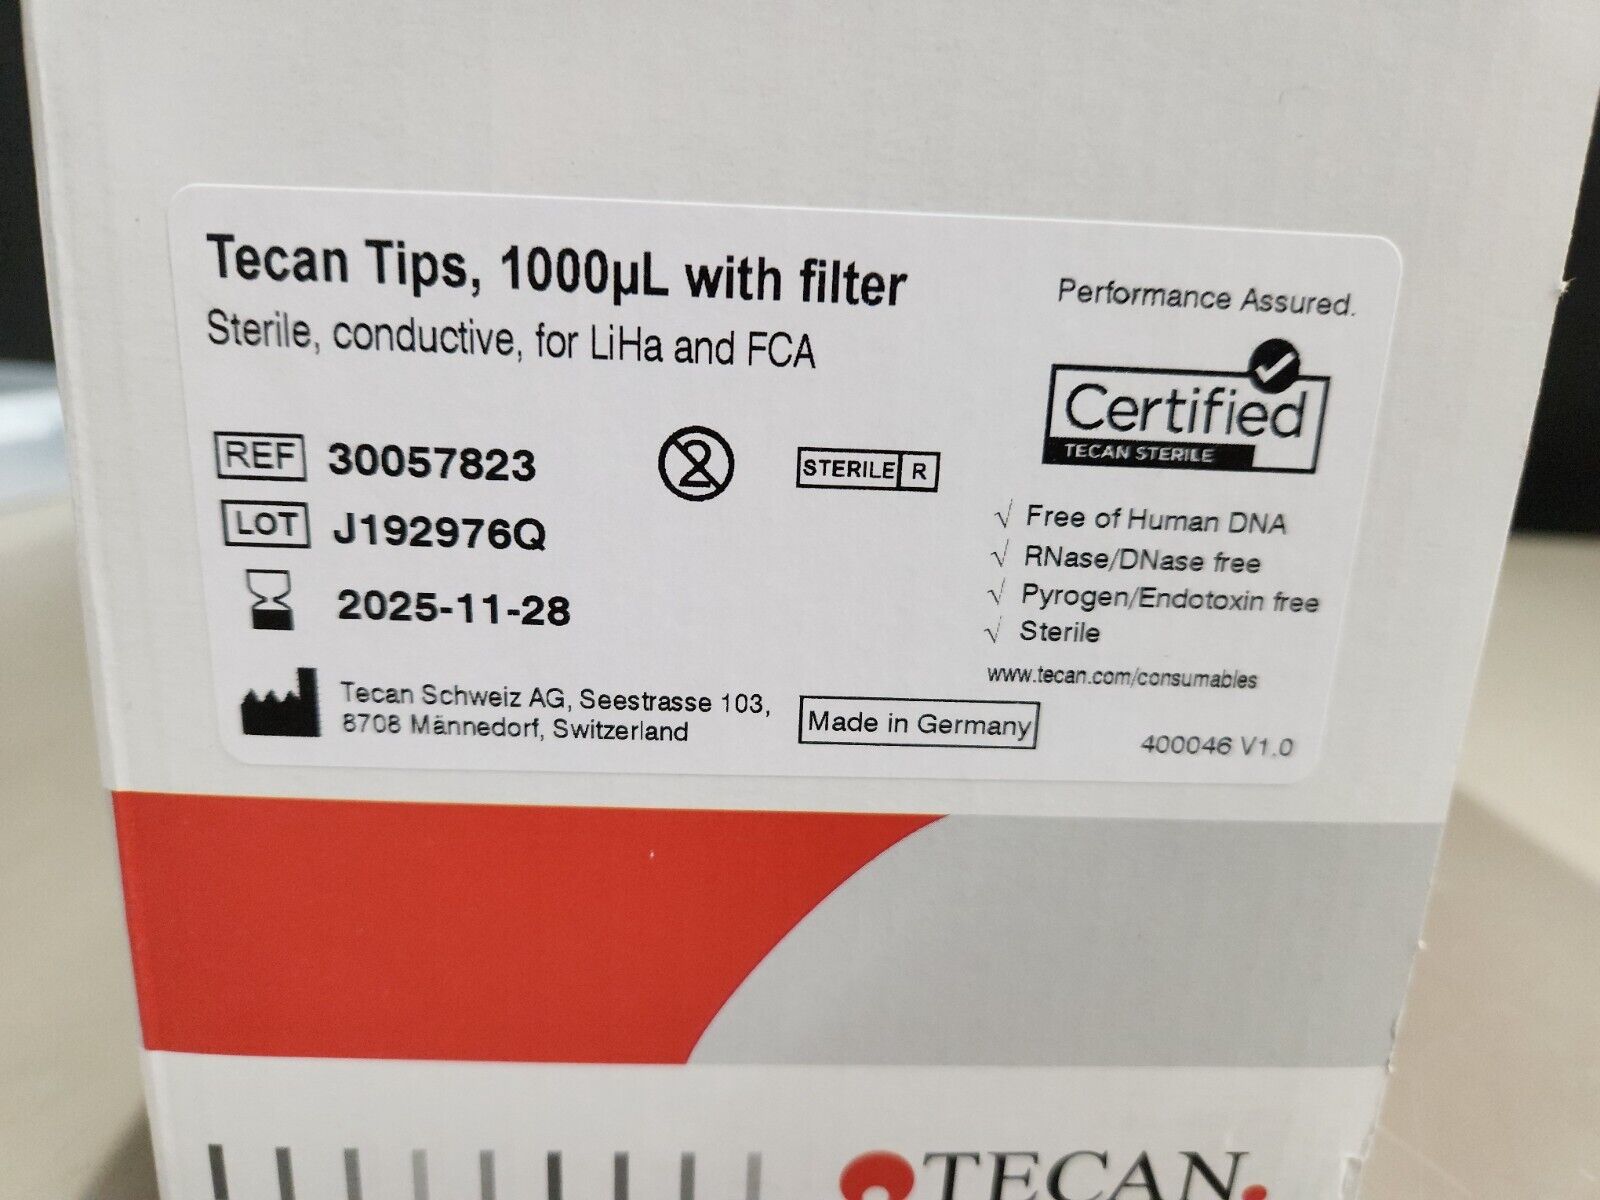 Tecan Tips, 1000µL with filter
Sterile, conductive, for LiHa and FCA
REF 30057823
LOT J192976Q
2025-11-28
2
STERILE R
Tecan Schweiz AG, Seestrasse 103,
8708 Männedorf, Switzerland
Made in Germany
Performance Assured.
Certified
TECAN STERILE
√ Free of Human DNA
√ RNase/DNase free
√ Pyrogen/Endotoxin free
√ Sterile
www.tecan.com/consumables
400046 V1.0
TECAN.